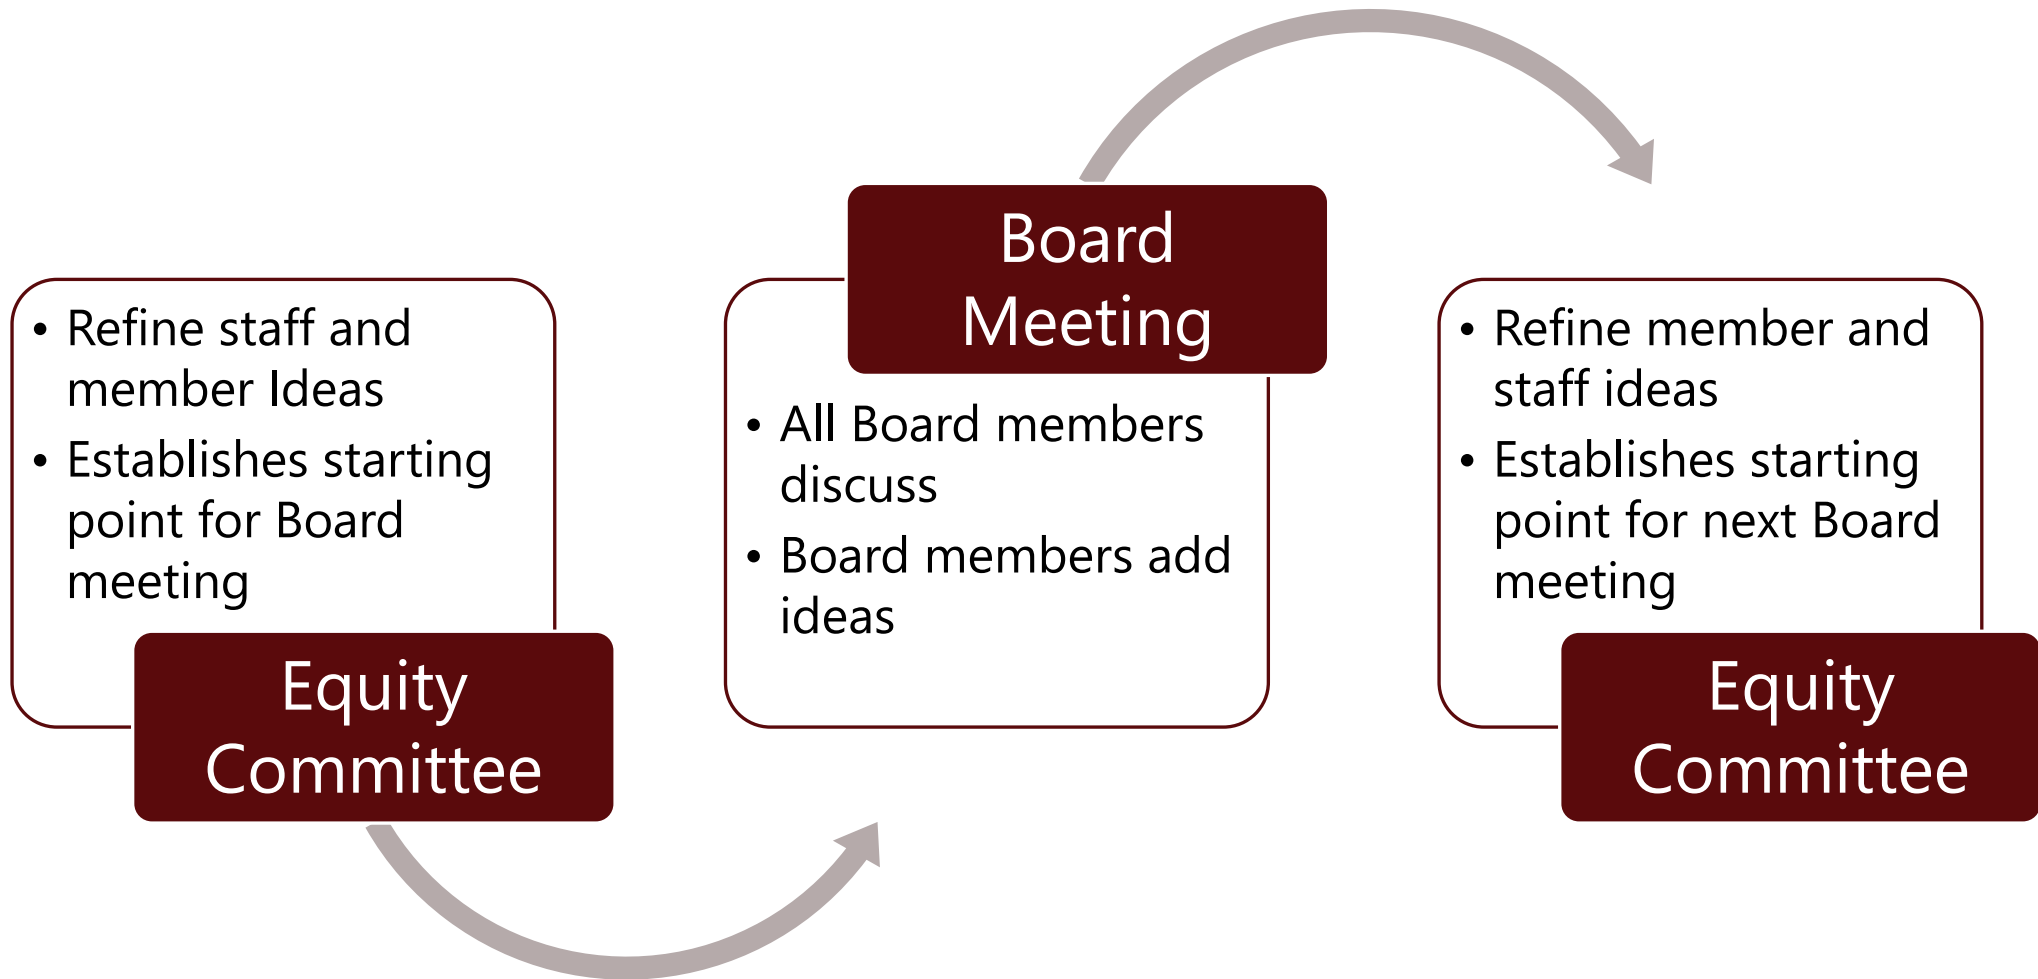 • Refine staff and
member Ideas
• Establishes starting
point for Board
meeting
Equity
Committee
Board
Meeting
• All Board members
discuss
• Board members add
ideas
• Refine member and
staff ideas
• Establishes starting
point for next Board
meeting
Equity
Committee